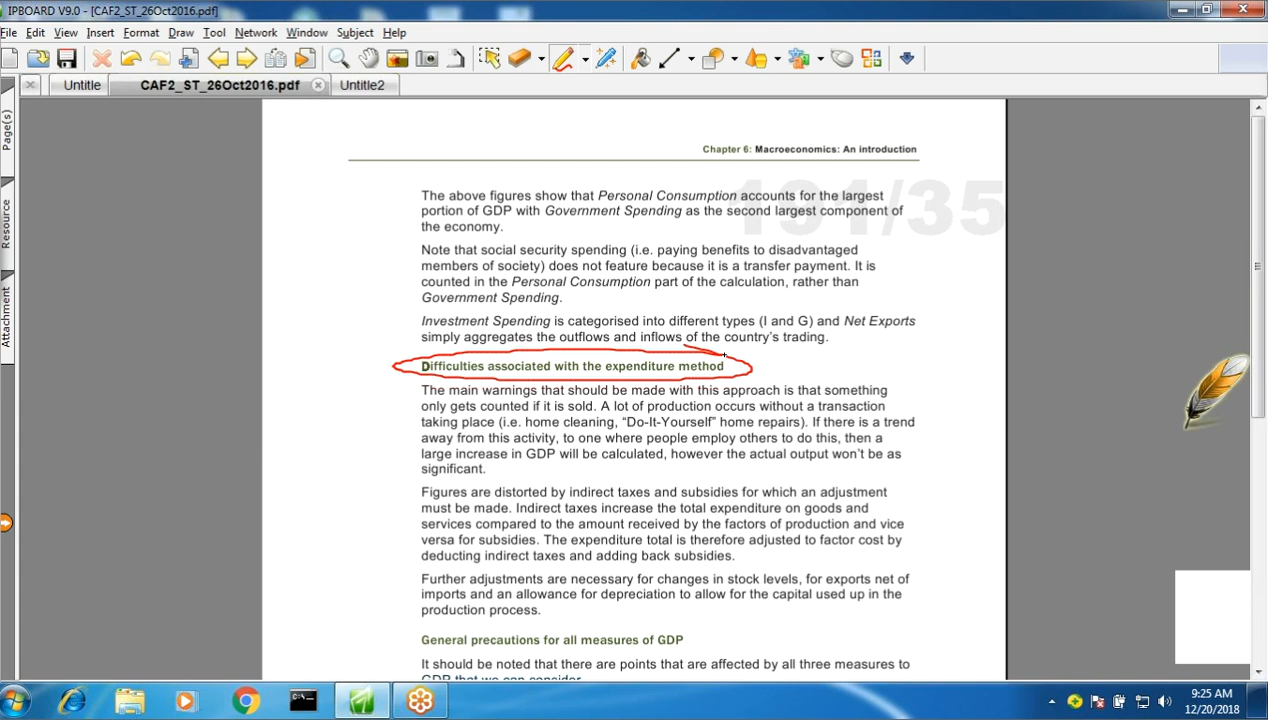 IPBOARD V9.0 - [CAF2_ST_26Oct2016.pdf]
File Edit View Insert Format Draw Tool Network Window Subject Help
Untitle CAF2_ST_26Oct2016.pdf Untitle2
Page(s)
Resource
Attachment
Chapter 6: Macroeconomics: An introduction
191/35
The above figures show that Personal Consumption accounts for the largest
portion of GDP with Government Spending as the second largest component of
the economy.
Note that social security spending (i.e. paying benefits to disadvantaged
members of society) does not feature because it is a transfer payment. It is
counted in the Personal Consumption part of the calculation, rather than
Government Spending.
Investment Spending is categorised into different types (I and G) and Net Exports
simply aggregates the outflows and inflows of the country's trading.
Difficulties associated with the expenditure method
The main warnings that should be made with this approach is that something
only gets counted if it is sold. A lot of production occurs without a transaction
taking place (i.e. home cleaning, “Do-It-Yourself” home repairs). If there is a trend
away from this activity, to one where people employ others to do this, then a
large increase in GDP will be calculated, however the actual output won't be as
significant.
Figures are distorted by indirect taxes and subsidies for which an adjustment
must be made. Indirect taxes increase the total expenditure on goods and
services compared to the amount received by the factors of production and vice
versa for subsidies. The expenditure total is therefore adjusted to factor cost by
deducting indirect taxes and adding back subsidies.
Further adjustments are necessary for changes in stock levels, for exports net of
imports and an allowance for depreciation to allow for the capital used up in the
production process.
General precautions for all measures of GDP
It should be noted that there are points that are affected by all three measures to
GDP that we can consider
9:25 AM
12/20/2018